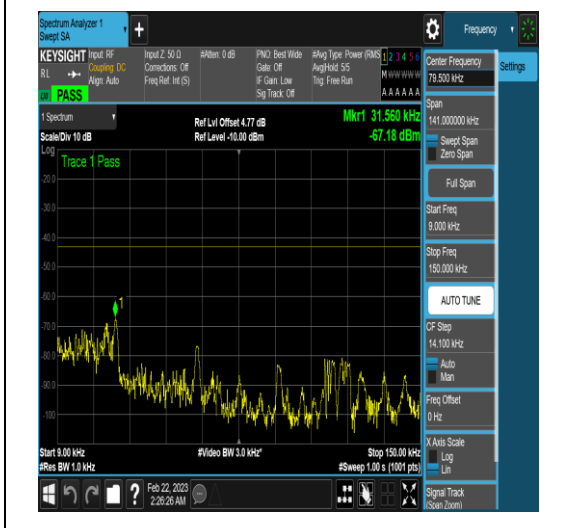 Spectrum Analyzer 1
Swept SA
+
Frequency
KEYSIGHT
RL
PASS
Input: RF
Coupling: DC
Align: Auto
Input Z: 50 Ω
Corrections: Off
Freq Ref: Int (S)
#Atten: 0 dB
PNO: Best Wide
Gate: Off
IF Gain: Low
Sig Track: Off
#Avg Type: Power (RMS
Avg|Hold: 5/5
Trig: Free Run
1 2 3 4 5 6
M W W W W W
A A A A A A
Center Frequency
79.500 kHz
Settings
Span
141.000000 kHz
Swept Span
Zero Span
Full Span
Start Freq
9.000 kHz
Stop Freq
150.000 kHz
AUTO TUNE
CF Step
14.100 kHz
Auto
Man
Freq Offset
0 Hz
X Axis Scale
Log
Lin
Signal Track
(Span Zoom)
1 Spectrum
Scale/Div 10 dB
Ref Lvl Offset 4.77 dB
Ref Level -10.00 dBm
Mkr1 31.560 kHz
-67.18 dBm
Log
Trace 1 Pass
-20.0
-30.0
-40.0
-50.0
-60.0
1
-70.0
-80.0
-90.0
-100
Start 9.00 kHz
#Res BW 1.0 kHz
#Video BW 3.0 kHz*
Stop 150.00 kHz
#Sweep 1.00 s (1001 pts)
?
Feb 22, 2023
2:26:26 AM